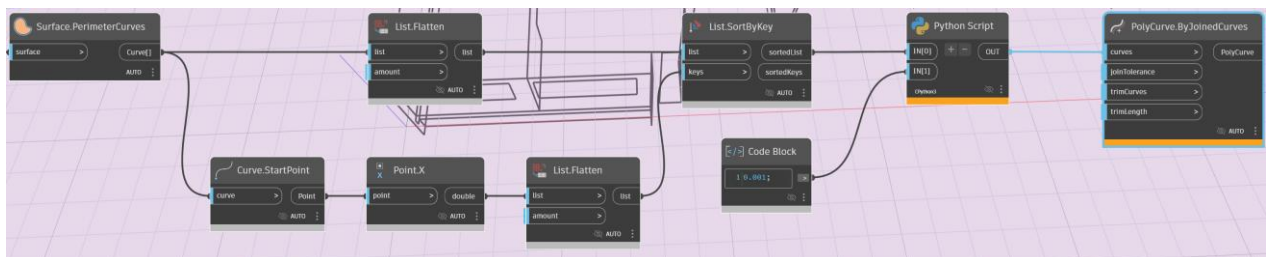 Surface.PerimeterCurves
surface > Curve[]
AUTO
List.Flatten
list > list
amount >
AUTO
List.SortByKey
list > sortedList
keys > sortedKeys
AUTO
Python Script
IN[0] + - OUT
IN[1]
(Python)
PolyCurve.ByJoinedCurves
curves > PolyCurve
joinTolerance >
trimCurves >
trimLength >
AUTO
Curve.StartPoint
curve > Point
AUTO
Point.X
point > double
AUTO
List.Flatten
list > list
amount >
AUTO
Code Block
1 0.001; >